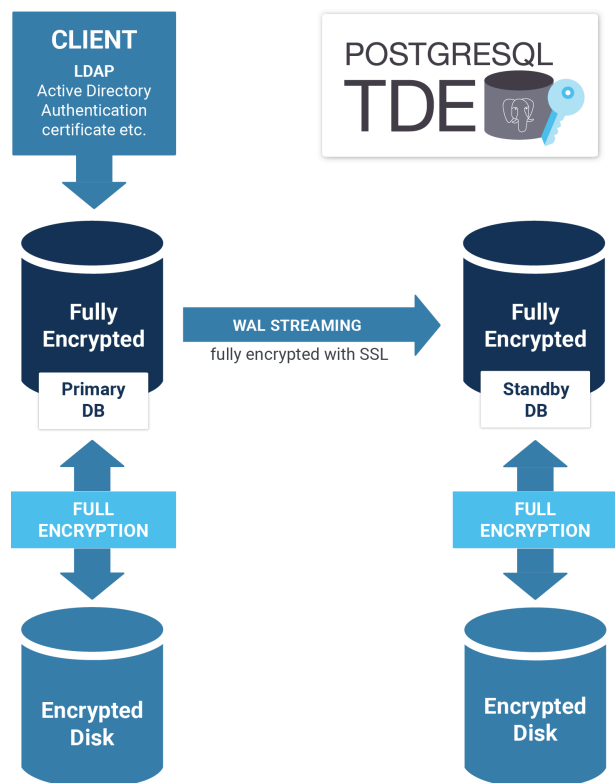 CLIENT
LDAP
Active Directory
Authentication
certificate etc.
POSTGRESQL
TDE
Fully
Encrypted
Primary
DB
WAL STREAMING
fully encrypted with SSL
Fully
Encrypted
Standby
DB
FULL
ENCRYPTION
FULL
ENCRYPTION
Encrypted
Disk
Encrypted
Disk